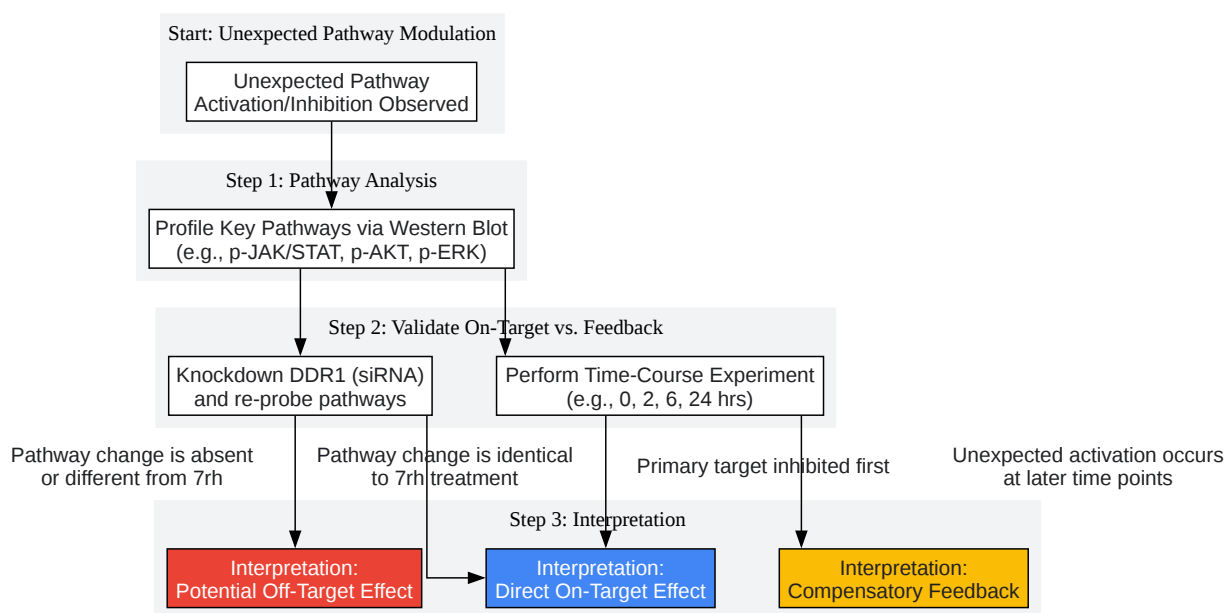 Start: Unexpected Pathway Modulation
Unexpected Pathway
Activation/Inhibition Observed
Step 1: Pathway Analysis
Profile Key Pathways via Western Blot
(e.g., p-JAK/STAT, p-AKT, p-ERK)
Step 2: Validate On-Target vs. Feedback
Knockdown DDR1 (siRNA)
and re-probe pathways
Perform Time-Course Experiment
(e.g., 0, 2, 6, 24 hrs)
Pathway change is absent
or different from 7rh
Pathway change is identical
to 7rh treatment
Primary target inhibited first
Unexpected activation occurs
at later time points
Step 3: Interpretation
Interpretation:
Potential Off-Target Effect
Interpretation:
Direct On-Target Effect
Interpretation:
Compensatory Feedback